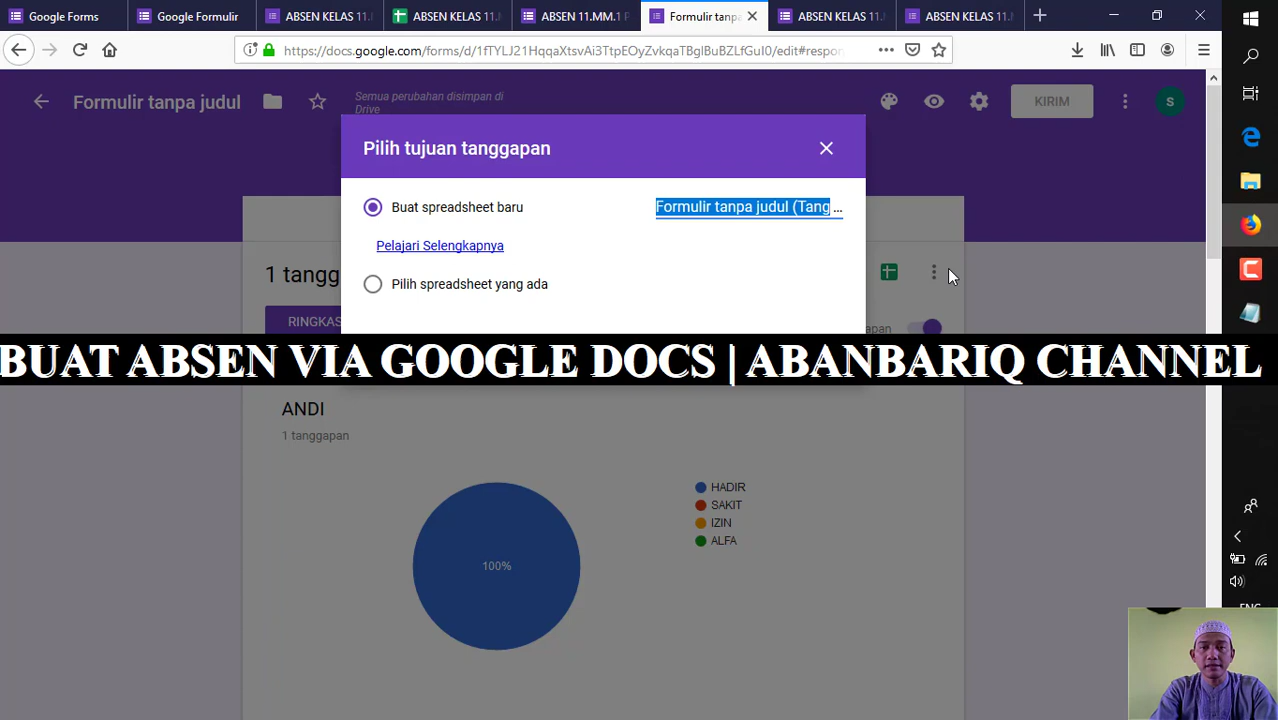 Google Forms
Google Formulir
ABSEN KELAS 11.
ABSEN KELAS 11.
ABSEN 11.MM.1 P
Formulir tanpa
ABSEN KELAS 11.
ABSEN KELAS 11.
https://docs.google.com/forms/d/1fTYLJ21HqqaXtsvAi3TtpEOyZvkqaTBglBuBZLfGuI0/edit#respon
Formulir tanpa judul
Semua perubahan disimpan di
Drive
KIRIM
S
Pilih tujuan tanggapan
Buat spreadsheet baru
Formulir tanpa judul (Tang ...
Pelajari Selengkapnya
1 tangg
Pilih spreadsheet yang ada
RINGKAS
apan
BUAT ABSEN VIA GOOGLE DOCS | ABANBARIQ CHANNEL
ANDI
1 tanggapan
HADIR
SAKIT
IZIN
ALFA
100%
ENG